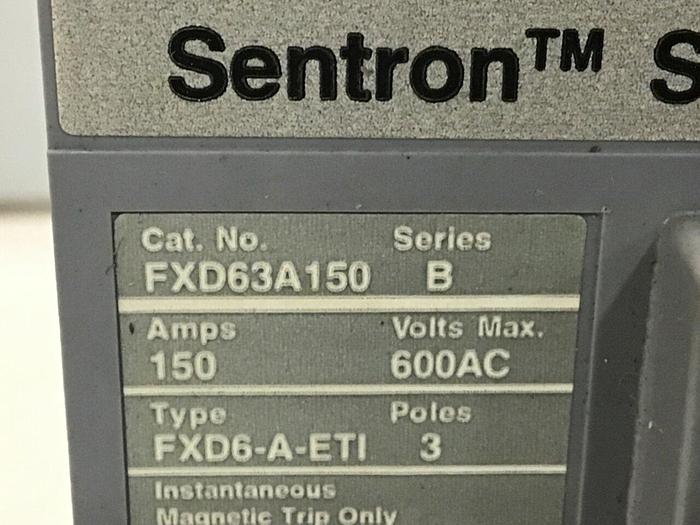 Sentron™ S
Cat. No. Series
FXD63A150 B
Amps Volts Max.
150 600AC
Type Poles
FXD6-A-ETI 3
Instantaneous
Magnetic Trip Only